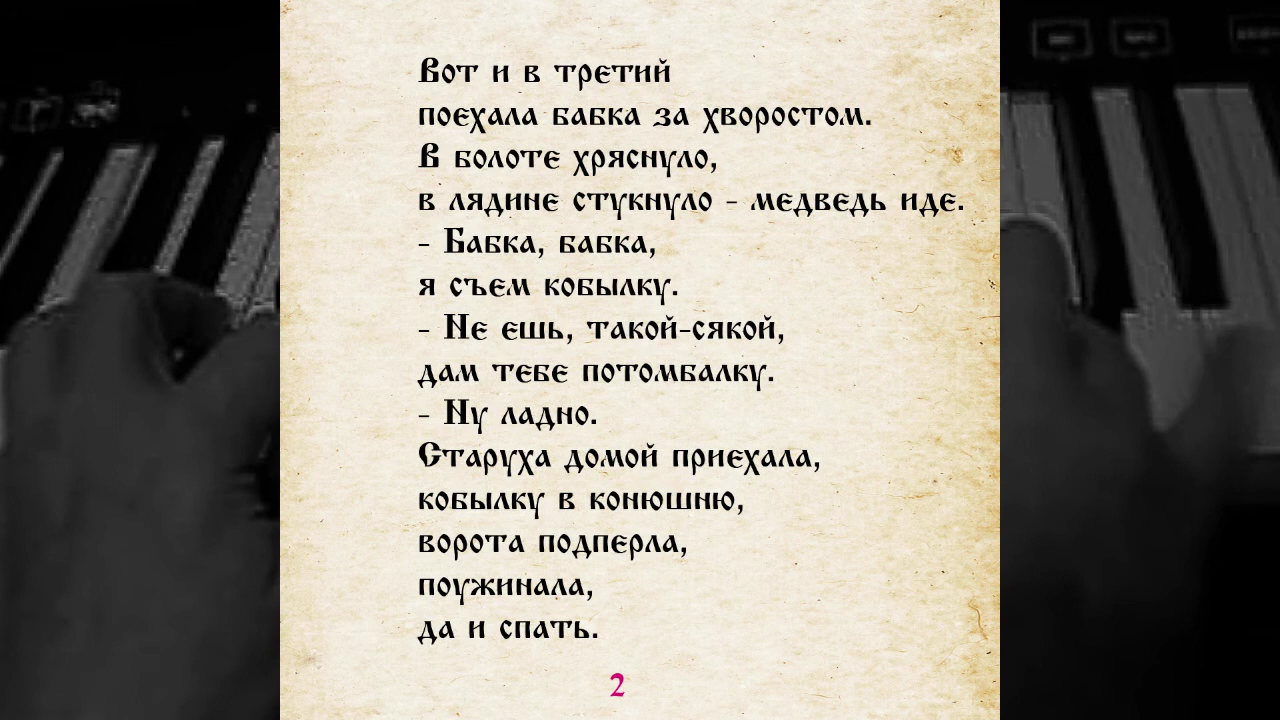 Вот и в третий
поехала бабка за хворостом.
В болоте хряснуло,
в лядине стукнуло - медведь иде.
- Бабка, бабка,
я съем кобылку.
- Не ешь, такой-сякой,
дам тебе потомбалку.
- Ну ладно.
Старуха домой приехала,
кобылку в конюшню,
ворота подперла,
поужинала,
да и спать.
2